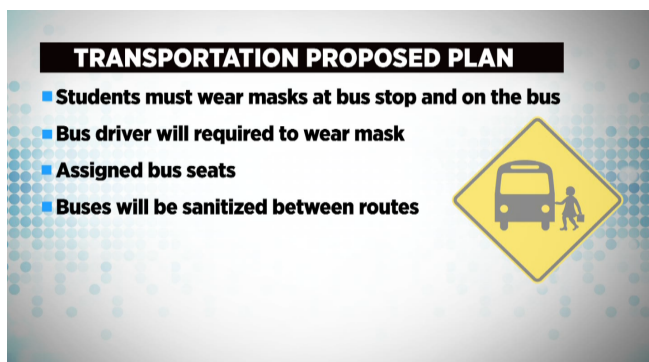 TRANSPORTATION PROPOSED PLAN
Students must wear masks at bus stop and on the bus
Bus driver will required to wear mask
Assigned bus seats
Buses will be sanitized between routes